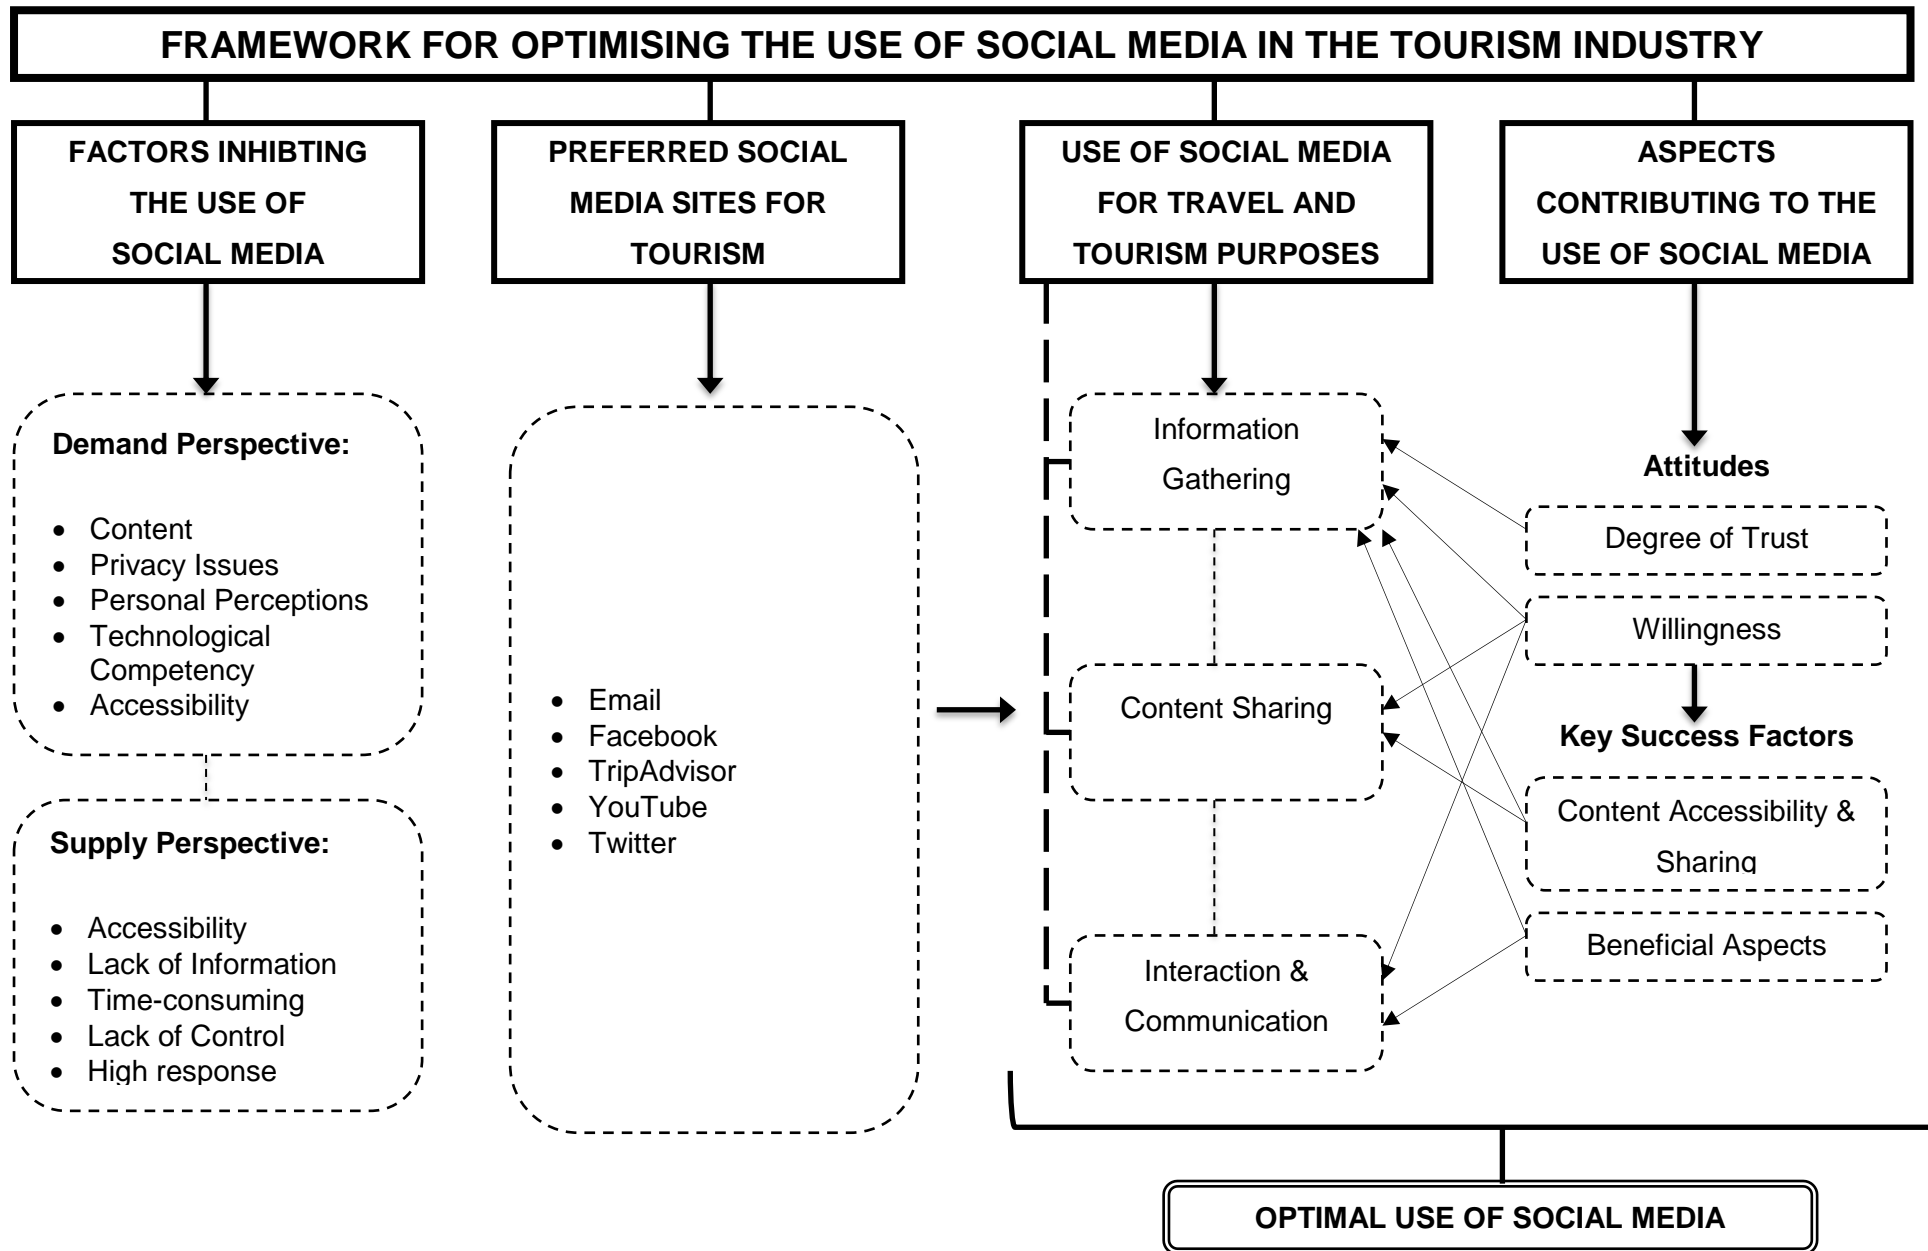 FRAMEWORK FOR OPTIMISING THE USE OF SOCIAL MEDIA IN THE TOURISM INDUSTRY
FACTORS INHIBTING
THE USE OF
SOCIAL MEDIA
PREFERRED SOCIAL
MEDIA SITES FOR
TOURISM
USE OF SOCIAL MEDIA
FOR TRAVEL AND
TOURISM PURPOSES
ASPECTS
CONTRIBUTING TO THE
USE OF SOCIAL MEDIA
Demand Perspective:
• Content
• Privacy Issues
• Personal Perceptions
• Technological
Competency
• Accessibility
Supply Perspective:
• Accessibility
• Lack of Information
• Time-consuming
• Lack of Control
• High response
• Email
• Facebook
• TripAdvisor
• YouTube
• Twitter
Information
Gathering
Content Sharing
Interaction &
Communication
Attitudes
Degree of Trust
Willingness
Key Success Factors
Content Accessibility &
Sharing
Beneficial Aspects
OPTIMAL USE OF SOCIAL MEDIA